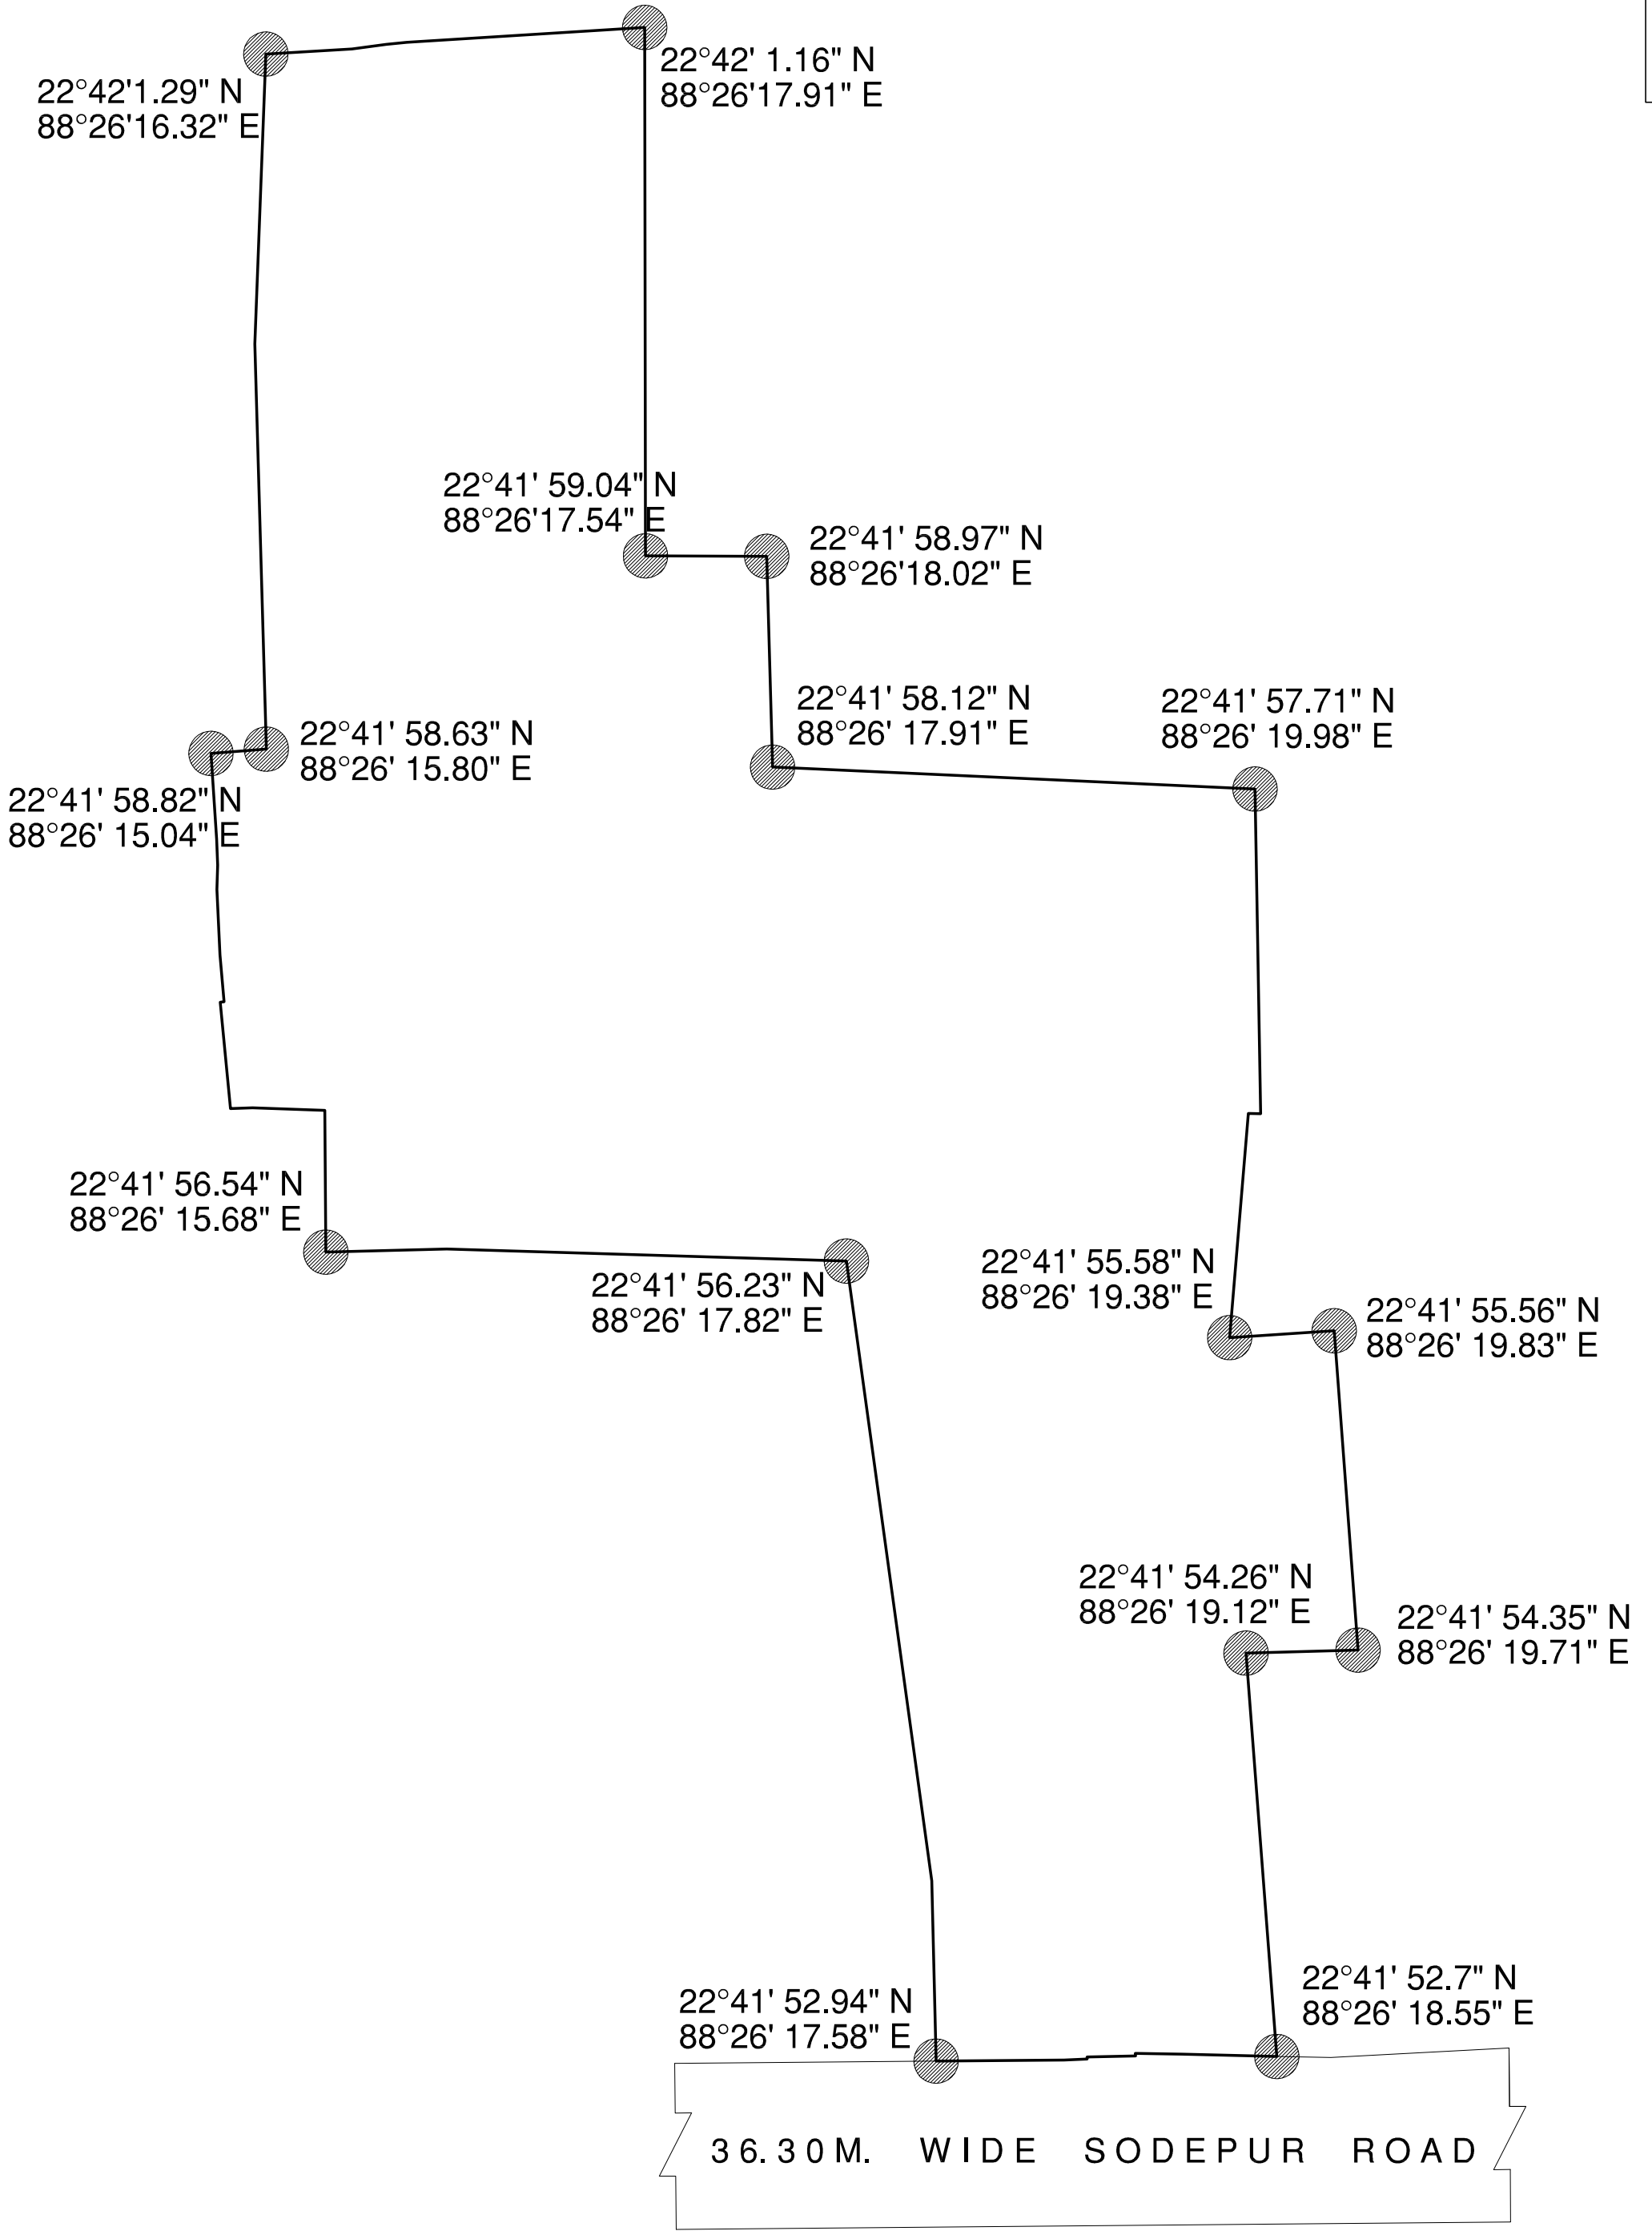 22°42'1.29" N
88°26'16.32" E
22°42' 1.16" N
88°26'17.91" E
22°41' 59.04" N
88°26'17.54" E
22°41' 58.97" N
88°26'18.02" E
22°41' 58.12" N
88°26' 17.91" E
22°41' 57.71" N
88°26' 19.98" E
22°41' 58.63" N
88°26' 15.80" E
22°41' 58.82" N
88°26' 15.04" E
22°41' 56.54" N
88°26' 15.68" E
22°41' 56.23" N
88°26' 17.82" E
22°41' 55.58" N
88°26' 19.38" E
22°41' 55.56" N
88°26' 19.83" E
22°41' 54.26" N
88°26' 19.12" E
22°41' 54.35" N
88°26' 19.71" E
22°41' 52.94" N
88°26' 17.58" E
22°41' 52.7" N
88°26' 18.55" E
36.30M. WIDE SODEPUR ROAD